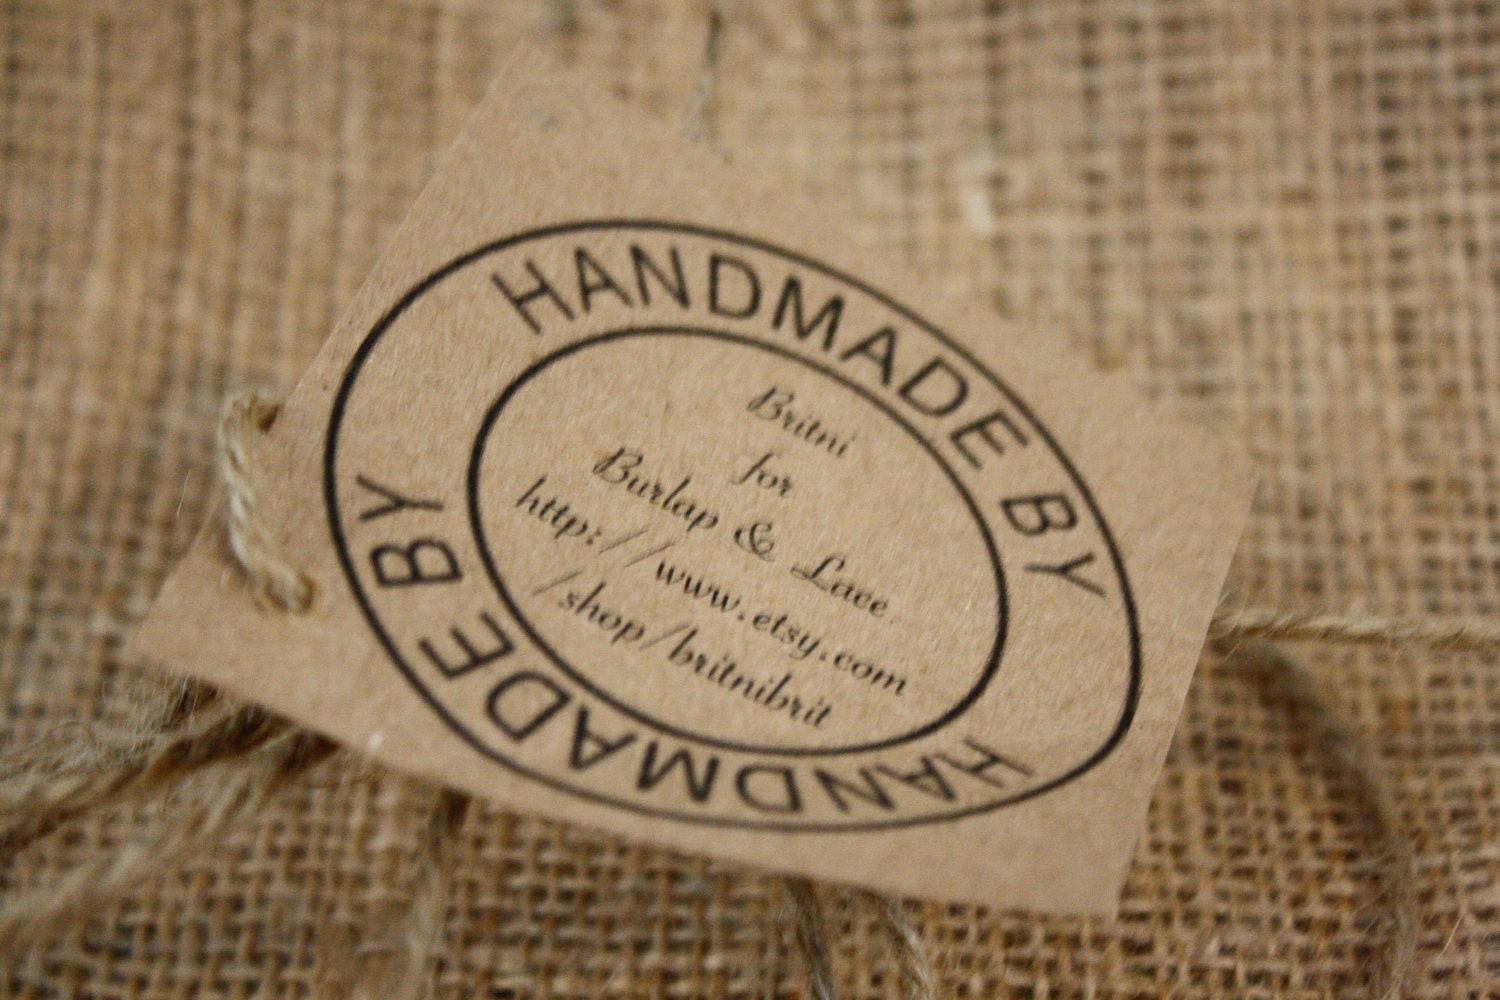 HANDMADE BY
Britni
for
Burlap & Lace
http://www.etsy.com
/shop/britnibrit
HANDMADE BY